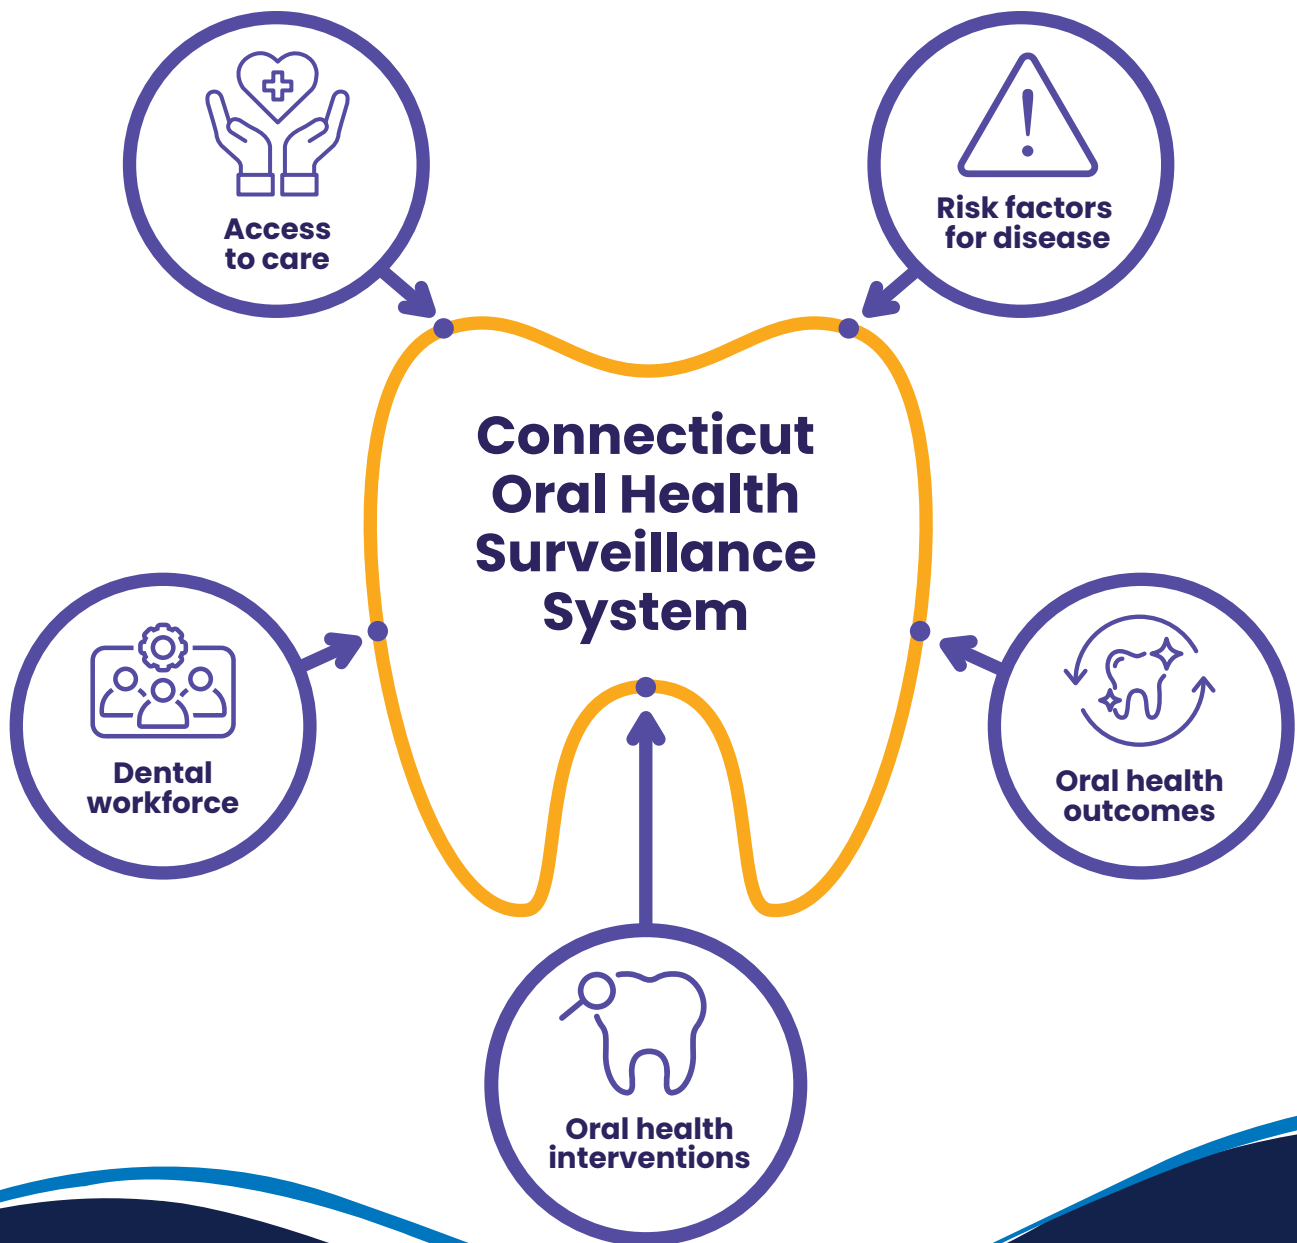 Access
to care
Risk factors
for disease
Connecticut
Oral Health
Surveillance
System
Dental
workforce
Oral health
outcomes
Oral health
interventions